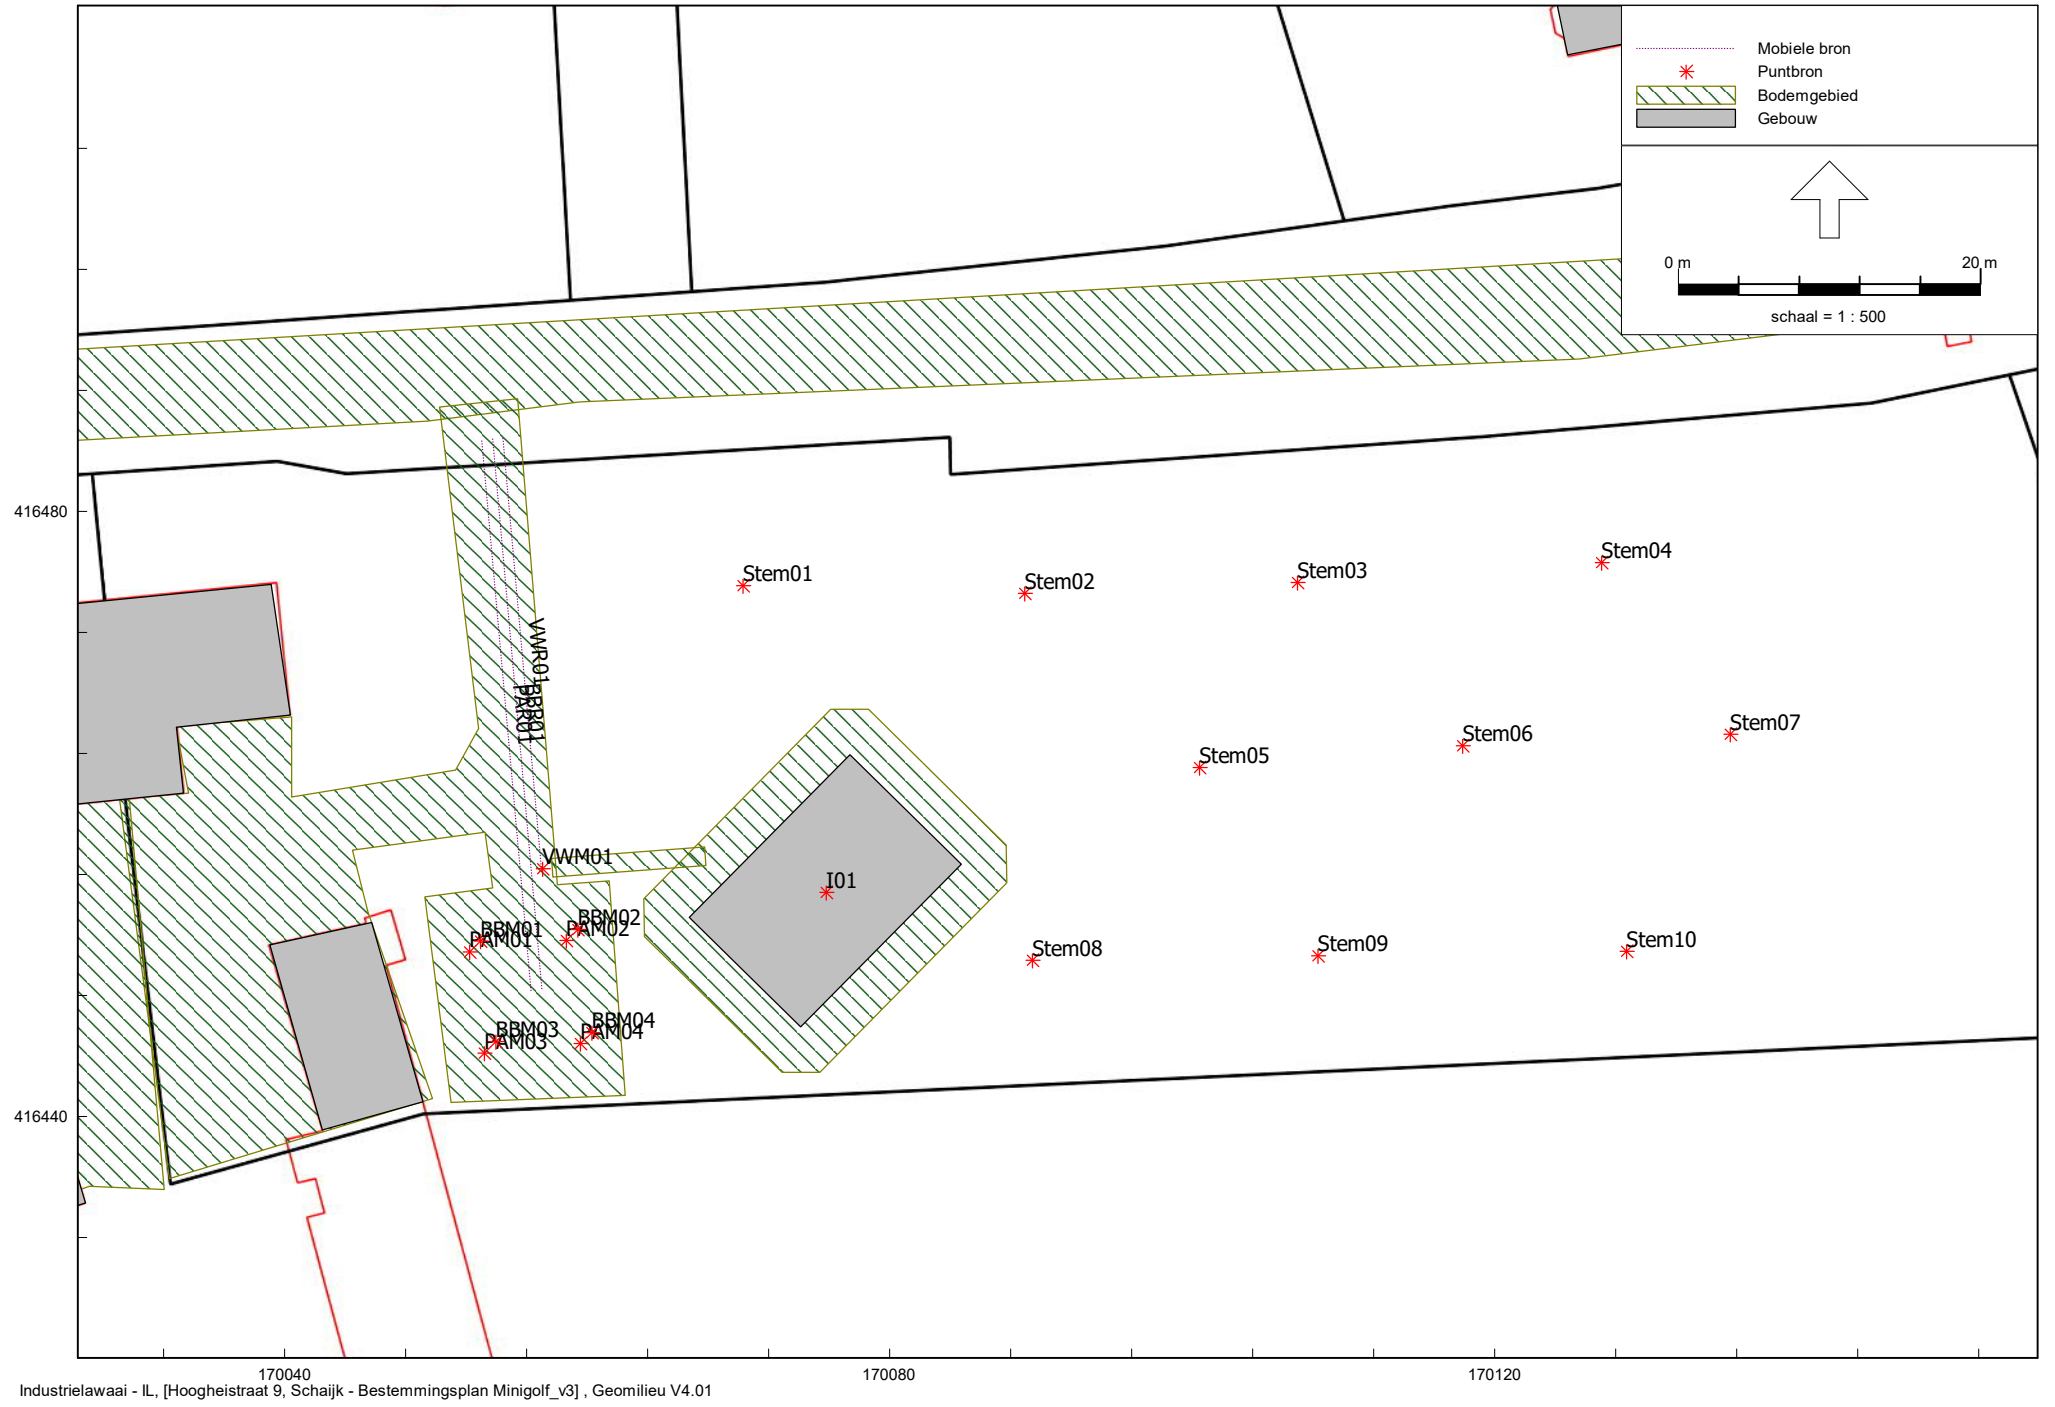 Mobiele bron
Puntbron
Bodemgebied
Gebouw
0 m
20 m
schaal = 1 : 500
416480
Stem01
Stem02
Stem03
Stem04
VWR01
BBR01
PAR01
Stem05
Stem06
Stem07
VWM01
I01
BBM01
PAM01
BBM02
PAM02
Stem08
Stem09
Stem10
BBM03
PAM03
BBM04
PAM04
416440
170040
170080
170120
Industrielawaai - IL, [Hoogheistraat 9, Schaijk - Bestemmingsplan Minigolf_v3] , Geomilieu V4.01